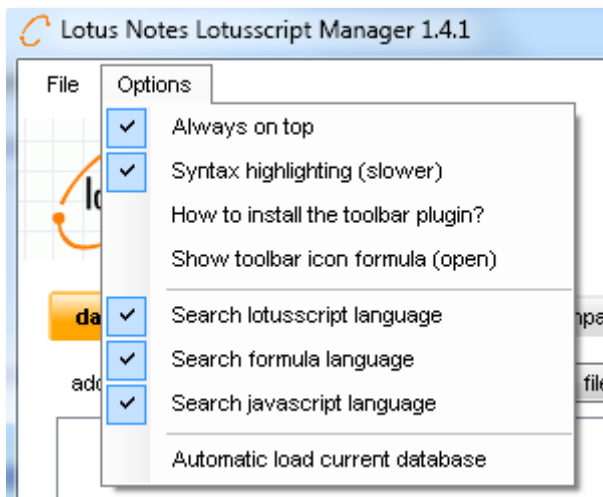 Lotus Notes Lotusscript Manager 1.4.1
File Options
Always on top
Syntax highlighting (slower)
How to install the toolbar plugin?
Show toolbar icon formula (open)
Search lotusscript language
Search formula language
Search javascript language
Automatic load current database